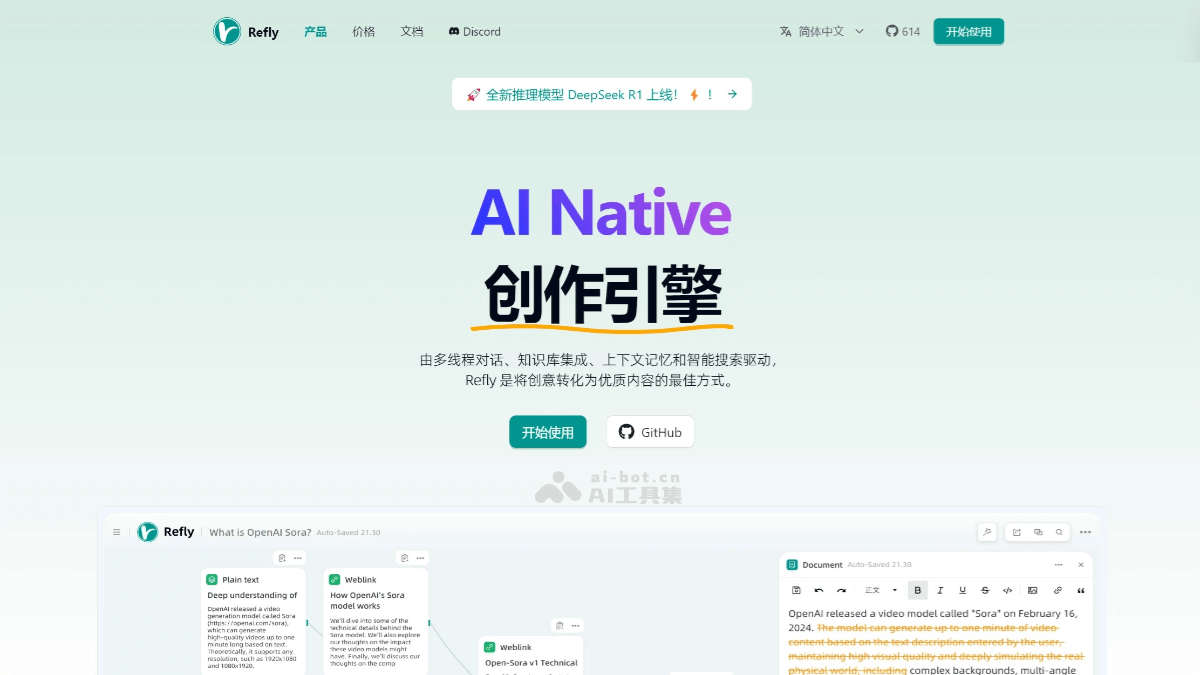 Refly
产品
价格
文档
Discord
简体中文
614
开始使用
全新推理模型 DeepSeek R1 上线! !
AI Native
创作引擎
由多线程对话、知识库集成、上下文记忆和智能搜索驱动,
Refly 是将创意转化为优质内容的最佳方式。
开始使用
GitHub
ai-bot.cn
AI工具集
Refly
What is OpenAI Sora?
Auto-Saved 21.30
Plain text
Deep understanding of
OpenAI released a video
generation model called Sora
(https://openai.com/sora),
which can generate
high-quality videos up to one
minute long based on text.
Theoretically, it supports any
resolution, such as 1920x1080
and 1080x1920.
Weblink
How OpenAI's Sora
model works
We'll dive into some of the
technical details behind the
Sora model. We'll also explore
our thoughts on the impact
these video models might
have. Finally, we'll discuss our
thoughts on the comp
Weblink
Open-Sora v1 Technical
Document
Auto-Saved 21.30
正文
B
I
U
S
OpenAI released a video model called "Sora" on February 16,
2024. The model can generate up to one minute of video
content based on the text description entered by the user,
maintaining high visual quality and deeply simulating the real
physical world, including complex backgrounds, multi-angle